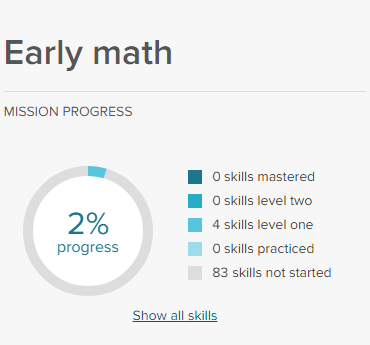 Early math
MISSION PROGRESS
2%
progress
0 skills mastered
0 skills level two
4 skills level one
0 skills practiced
83 skills not started
Show all skills